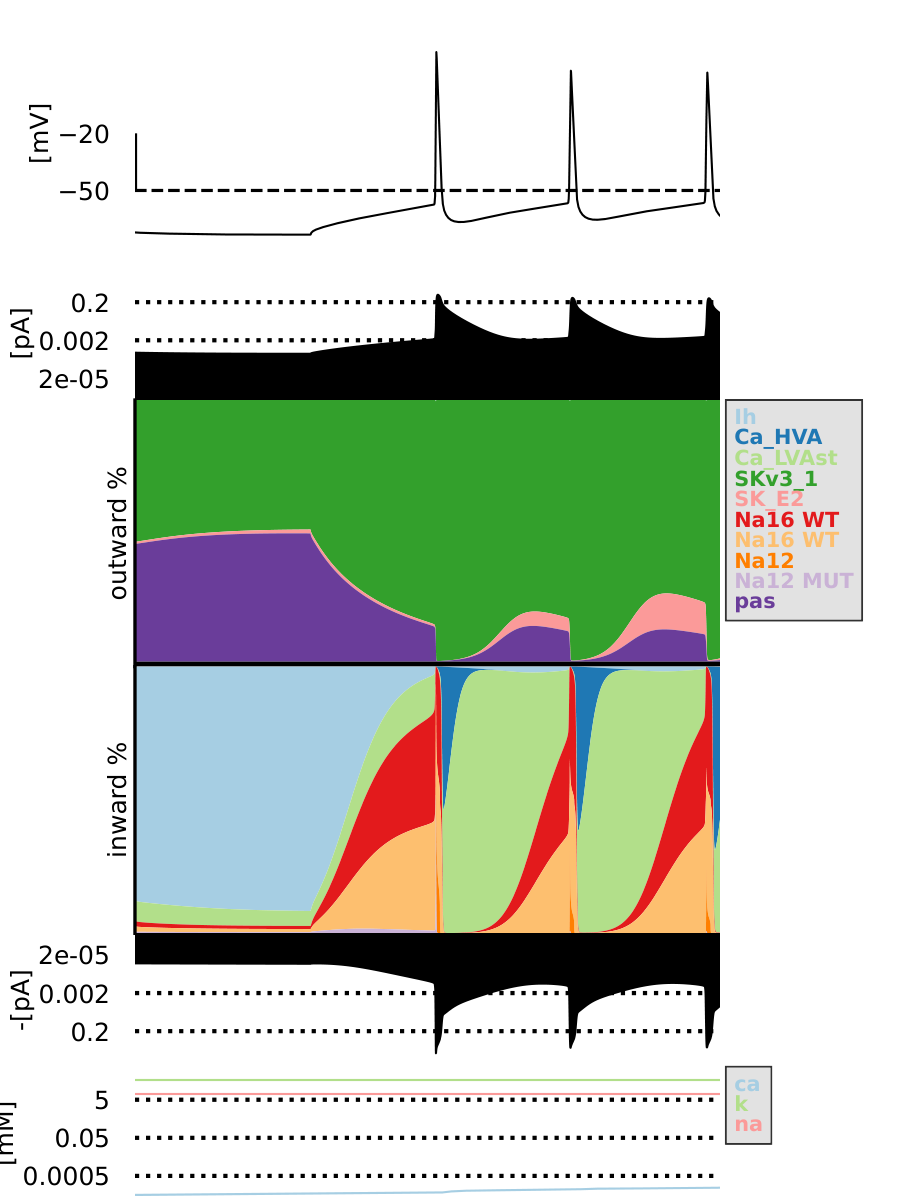 [mV]
−20
−50
[pA]
0.2
0.002
2e-05
outward %
Ih
Ca_HVA
Ca_LVAst
SKv3_1
SK_E2
Na16 WT
Na16 WT
Na12
Na12 MUT
pas
inward %
-[pA]
2e-05
0.002
0.2
[mM]
5
0.05
0.0005
ca
k
na